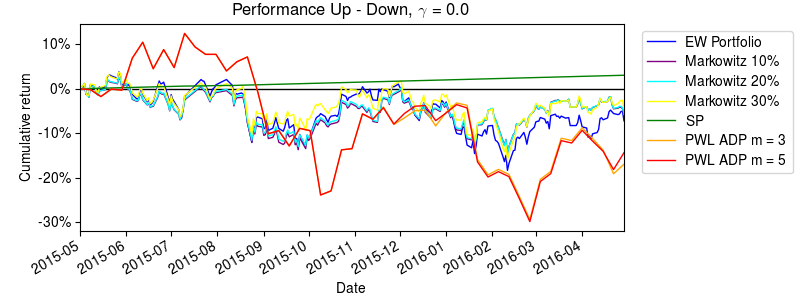 Performance Up - Down, γ = 0.0
Cumulative return
10%
0%
-10%
-20%
-30%
2015-05
2015-06
2015-07
2015-08
2015-09
2015-10
2015-11
2015-12
2016-01
2016-02
2016-03
2016-04
Date
EW Portfolio
Markowitz 10%
Markowitz 20%
Markowitz 30%
SP
PWL ADP m = 3
PWL ADP m = 5